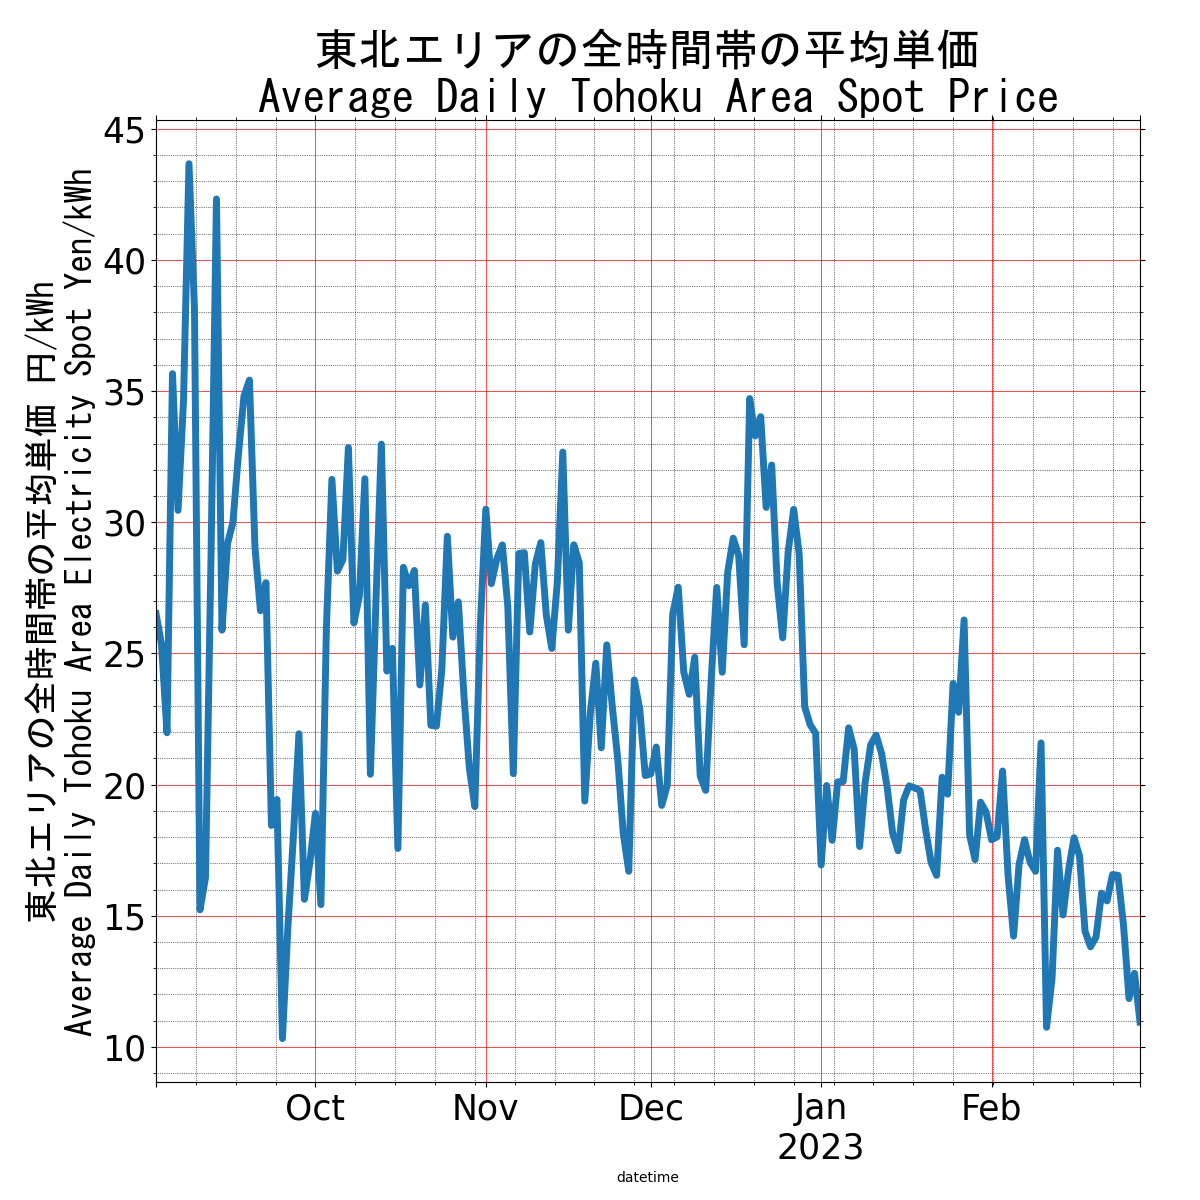 東北エリアの全時間帯の平均単価
Average Daily Tohoku Area Spot Price
東北エリアの全時間帯の平均単価 円/kWh
Average Daily Tohoku Area Electricity Spot Yen/kWh
45
40
35
30
25
20
15
10
Oct
Nov
Dec
Jan
2023
Feb
datetime